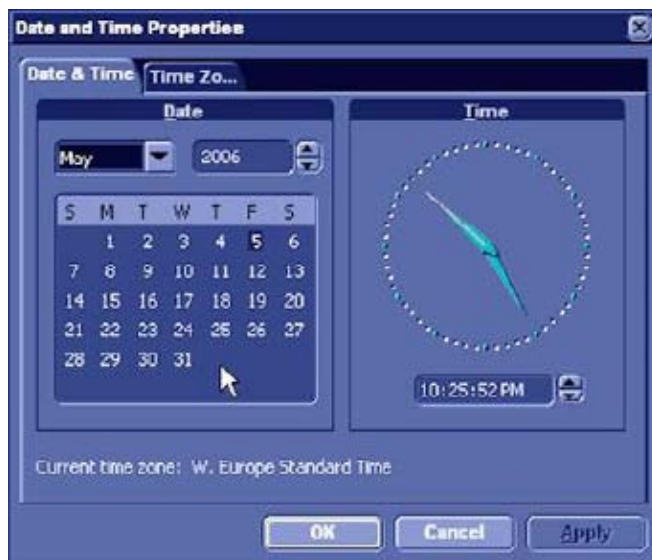 Date and Time Properties
Date & Time Time Zo...
Date
May 2006
S M T W T F S
1 2 3 4 5 6
7 8 9 10 11 12 13
14 15 16 17 18 19 20
21 22 23 24 25 26 27
28 29 30 31
Time
10:25:52 PM
Current time zone: W. Europe Standard Time
OK Cancel Apply